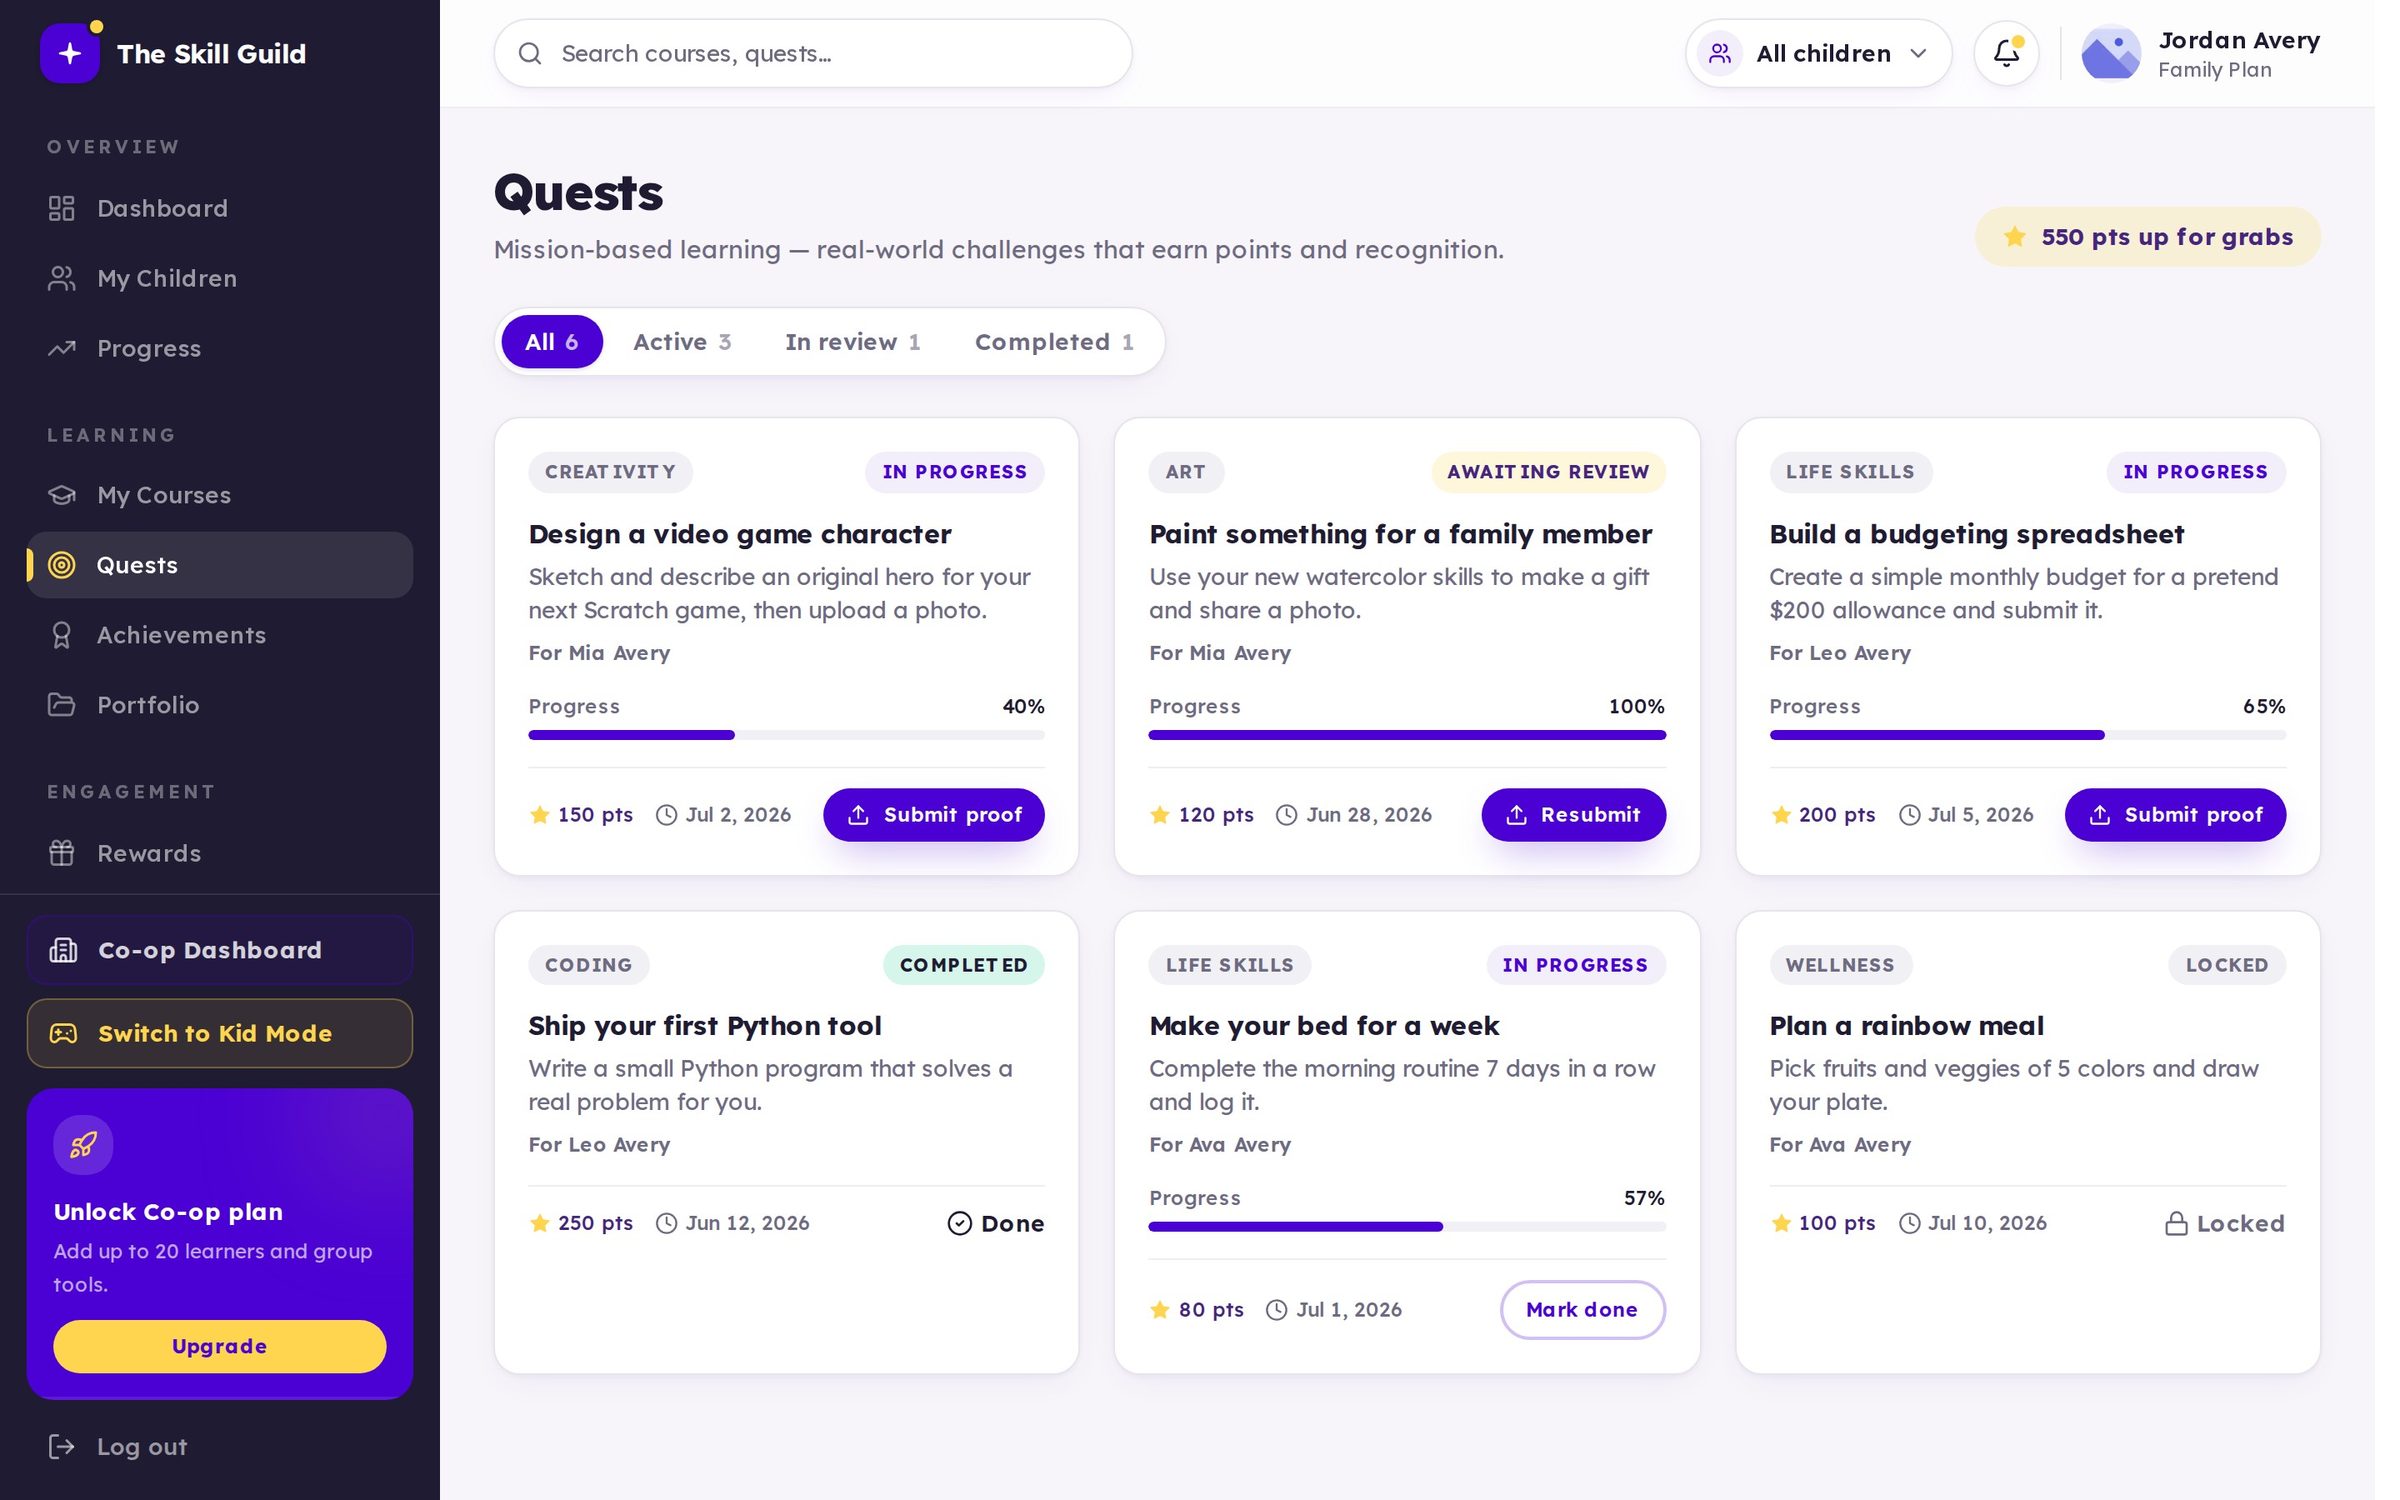 The Skill Guild
OVERVIEW
Dashboard
My Children
Progress
LEARNING
My Courses
Quests
Achievements
Portfolio
ENGAGEMENT
Rewards
Co-op Dashboard
Switch to Kid Mode
Unlock Co-op plan
Add up to 20 learners and group
tools.
Upgrade
Log out
Search courses, quests...
All children
Jordan Avery
Family Plan
Quests
Mission-based learning — real-world challenges that earn points and recognition.
550 pts up for grabs
All 6 Active 3 In review 1 Completed 1
CREATIVITY IN PROGRESS
Design a video game character
Sketch and describe an original hero for your
next Scratch game, then upload a photo.
For Mia Avery
Progress 40%
150 pts Jul 2, 2026 Submit proof
ART AWAITING REVIEW
Paint something for a family member
Use your new watercolor skills to make a gift
and share a photo.
For Mia Avery
Progress 100%
120 pts Jun 28, 2026 Resubmit
LIFE SKILLS IN PROGRESS
Build a budgeting spreadsheet
Create a simple monthly budget for a pretend
$200 allowance and submit it.
For Leo Avery
Progress 65%
200 pts Jul 5, 2026 Submit proof
CODING COMPLETED
Ship your first Python tool
Write a small Python program that solves a
real problem for you.
For Leo Avery
250 pts Jun 12, 2026 Done
LIFE SKILLS IN PROGRESS
Make your bed for a week
Complete the morning routine 7 days in a row
and log it.
For Ava Avery
Progress 57%
80 pts Jul 1, 2026 Mark done
WELLNESS LOCKED
Plan a rainbow meal
Pick fruits and veggies of 5 colors and draw
your plate.
For Ava Avery
100 pts Jul 10, 2026 Locked